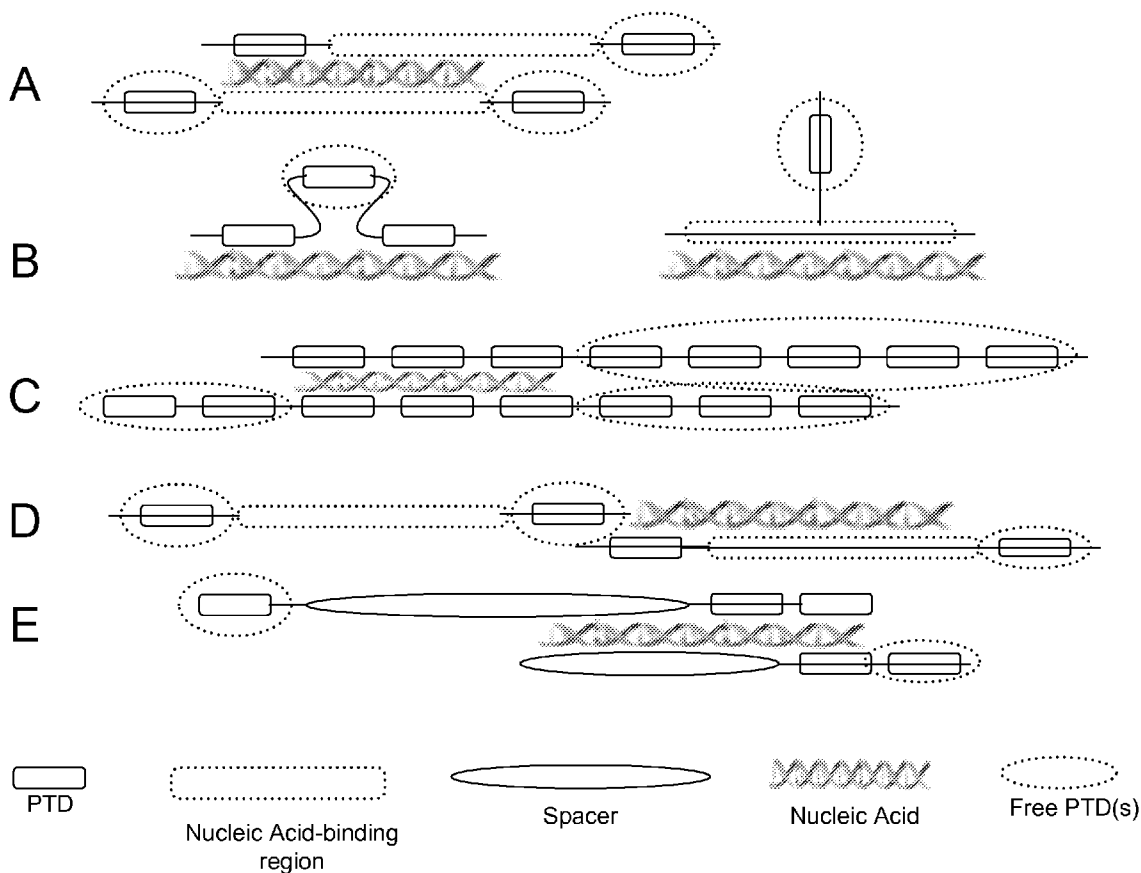 A
B
C
D
E
PTD
Nucleic Acid-binding
region
Spacer
Nucleic Acid
Free PTD(s)